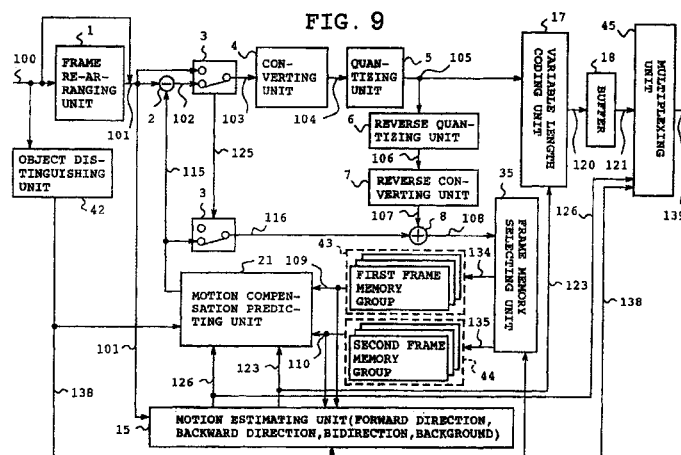 FIG. 9
100
1
FRAME
RE-AR-
RANGING
UNIT
101
2
102
3
103
4
CON-
VERTING
UNIT
104
QUAN-
TIZING
UNIT
5
105
17
VARIABLE LENGTH
CODING UNIT
18
BUFFER
120
121
45
MULTIPLEXING
UNIT
139
OBJECT DIS-
TINGUISHING
UNIT
42
115
125
6
REVERSE QUAN-
TIZING UNIT
106
7
REVERSE CON-
VERTING UNIT
107
8
108
3
116
35
FRAME MEMORY
SELECTING UNIT
126
123
138
21
MOTION COMPEN-
SATION PREDIC-
TING UNIT
109
43
FIRST FRAME
MEMORY
GROUP
134
110
SECOND FRAME
MEMORY
GROUP
135
44
101
138
126
123
15
MOTION ESTIMATING UNIT(FORWARD DIRECTION,
BACKWARD DIRECTION,BIDIRECTION,BACKGROUND)